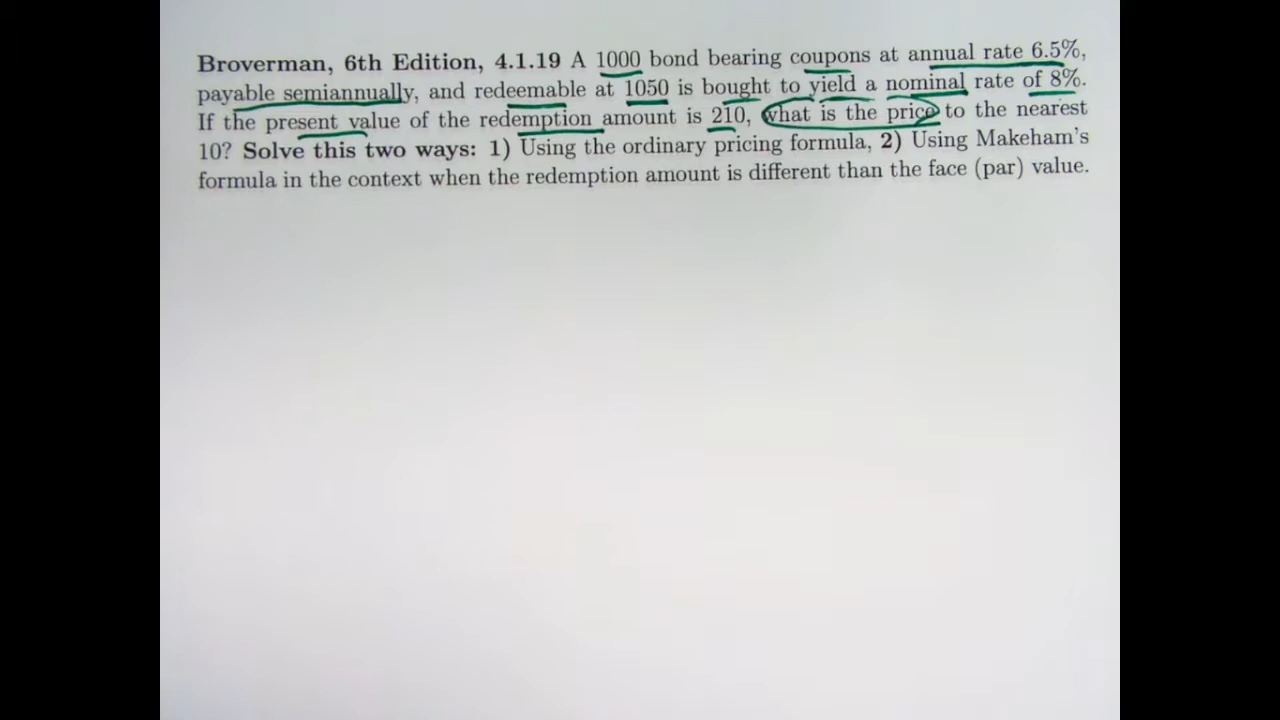 Broverman, 6th Edition, 4.1.19 A 1000 bond bearing coupons at annual rate 6.5%,
payable semiannually, and redeemable at 1050 is bought to yield a nominal rate of 8%.
If the present value of the redemption amount is 210, what is the price to the nearest
10? Solve this two ways: 1) Using the ordinary pricing formula, 2) Using Makeham's
formula in the context when the redemption amount is different than the face (par) value.